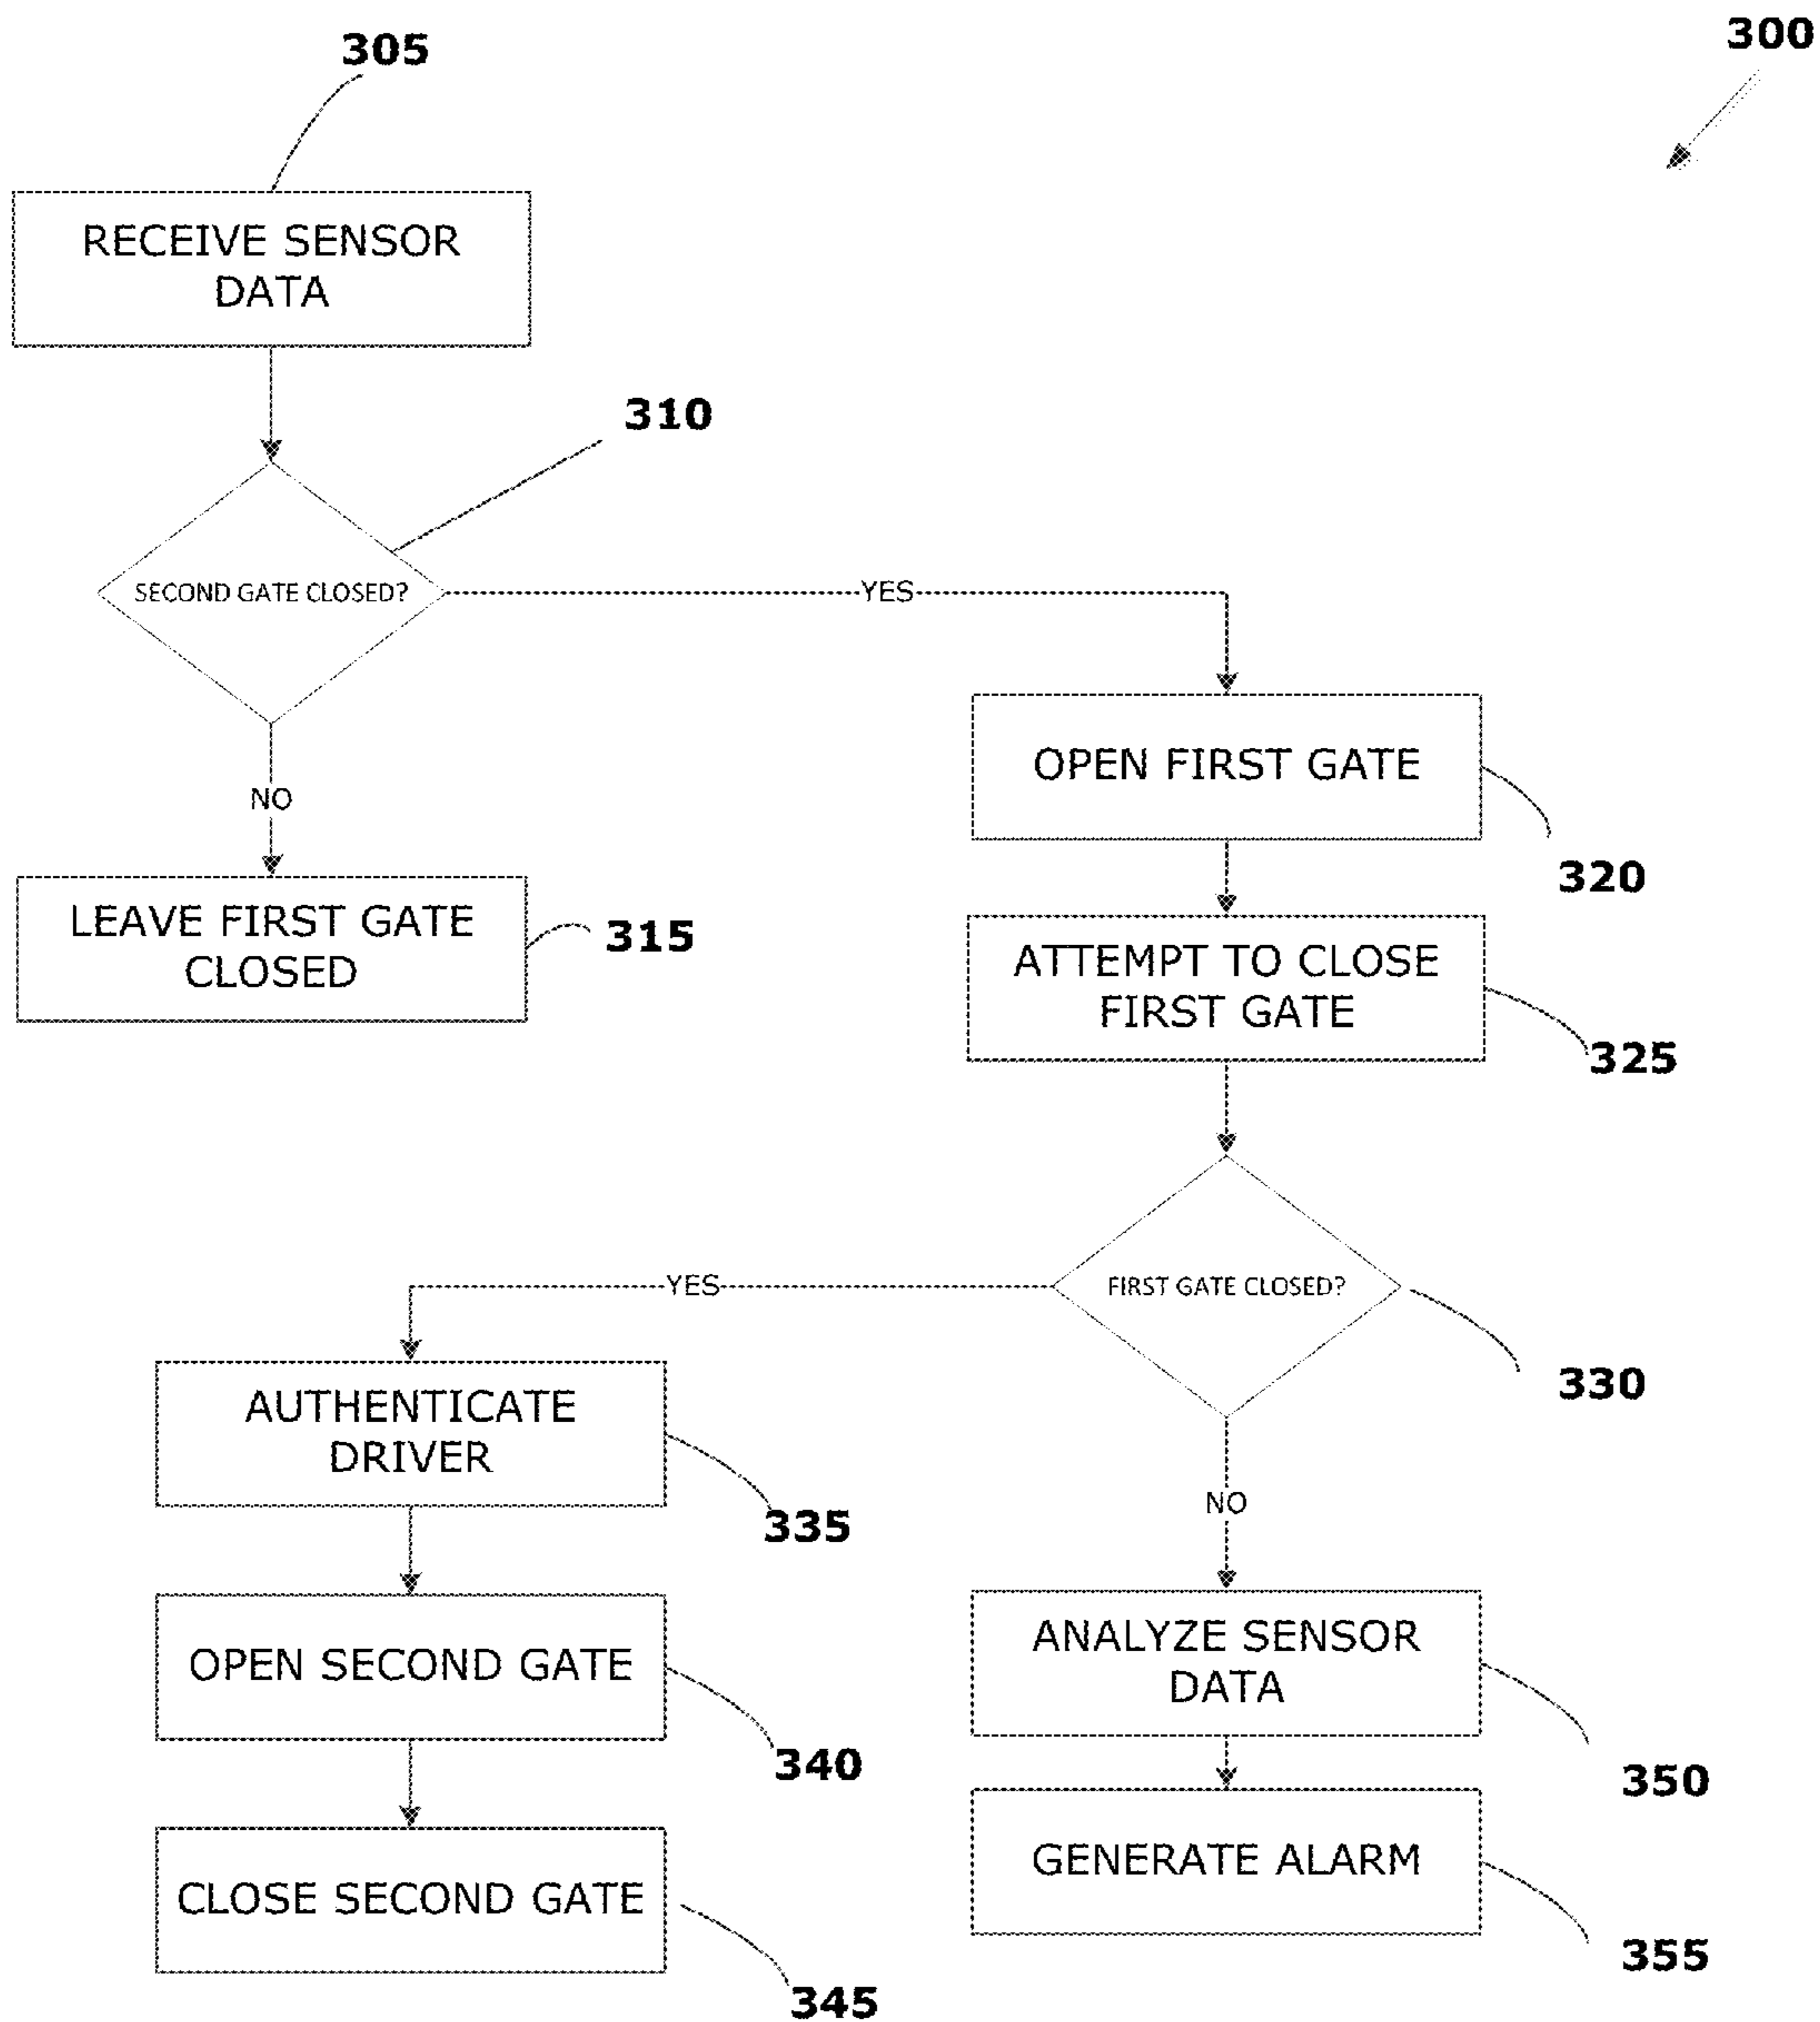 305
300
RECEIVE SENSOR
DATA
310
SECOND GATE CLOSED?
YES
NO
OPEN FIRST GATE
320
LEAVE FIRST GATE
CLOSED
315
ATTEMPT TO CLOSE
FIRST GATE
325
FIRST GATE CLOSED?
YES
330
AUTHENTICATE
DRIVER
335
NO
OPEN SECOND GATE
340
ANALYZE SENSOR
DATA
350
CLOSE SECOND GATE
345
GENERATE ALARM
355